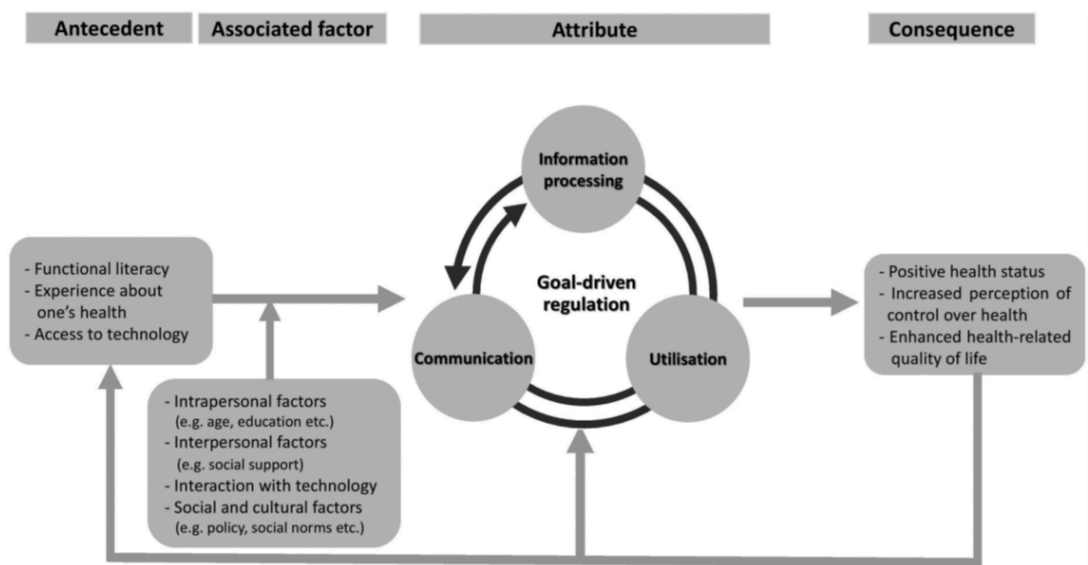 Antecedent
Associated factor
Attribute
Consequence
- Functional literacy
- Experience about
one's health
- Access to technology
- Intrapersonal factors
(e.g. age, education etc.)
- Interpersonal factors
(e.g. social support)
- Interaction with technology
- Social and cultural factors
(e.g. policy, social norms etc.)
Information
processing
Goal-driven
regulation
Communication
Utilisation
- Positive health status
- Increased perception of
control over health
- Enhanced health-related
quality of life